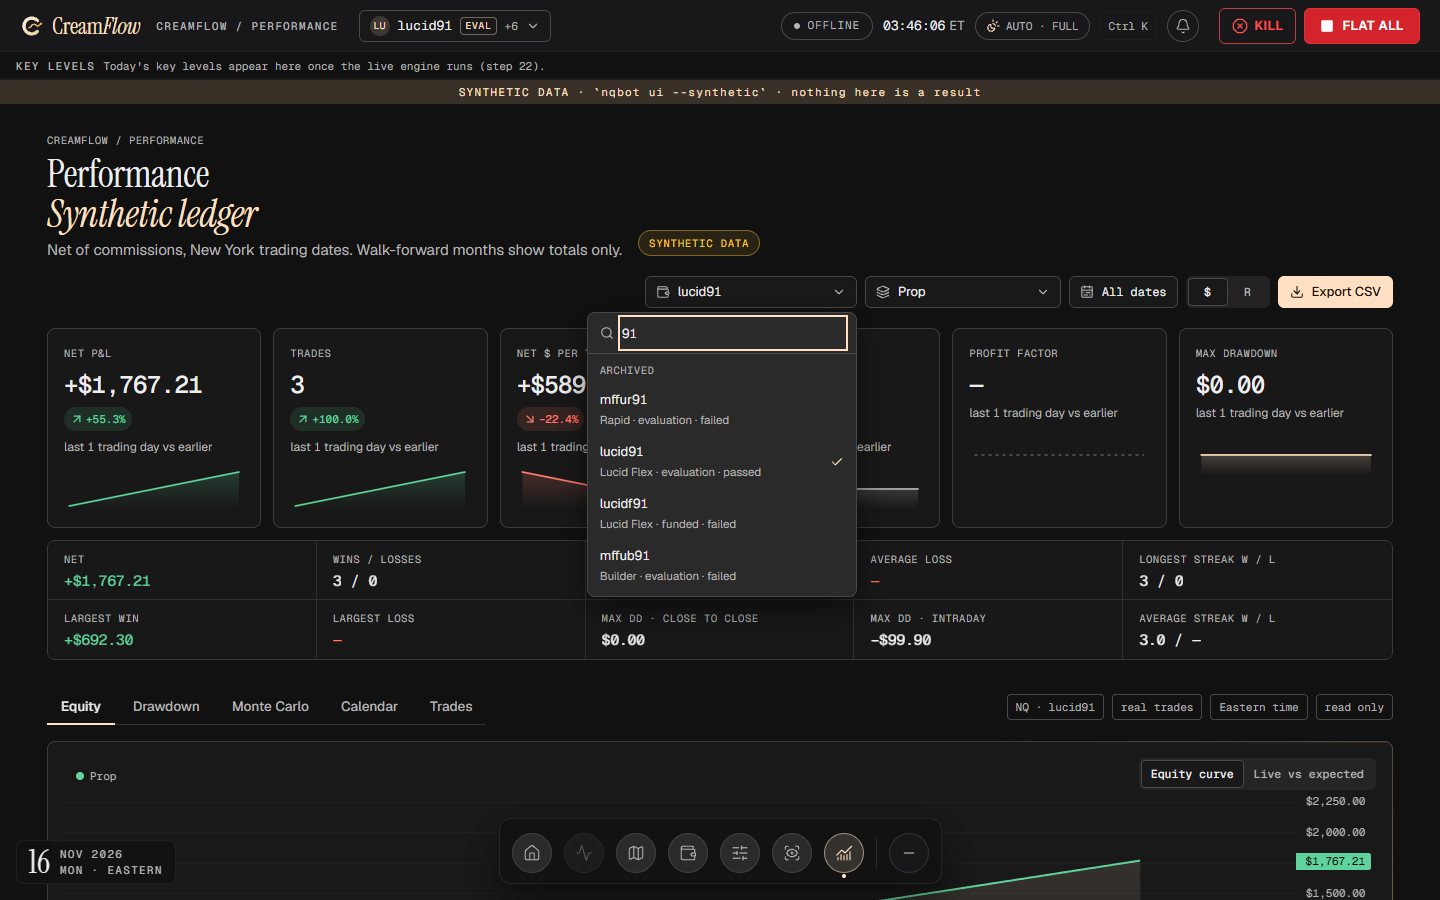 CreamFlow
CREAMFLOW / PERFORMANCE
LU lucid91 EVAL +6
OFFLINE
03:46:06 ET
AUTO · FULL
Ctrl K
KILL
FLAT ALL
KEY LEVELS Today's key levels appear here once the live engine runs (step 22).
SYNTHETIC DATA · `nqbot ui --synthetic` · nothing here is a result
CREAMFLOW / PERFORMANCE
Performance
Synthetic ledger
Net of commissions, New York trading dates. Walk-forward months show totals only.
SYNTHETIC DATA
lucid91
Prop
All dates
$ R
Export CSV
91
ARCHIVED
mffur91
Rapid · evaluation · failed
lucid91
Lucid Flex · evaluation · passed
lucidf91
Lucid Flex · funded · failed
mffub91
Builder · evaluation · failed
NET P&L
+$1,767.21
+55.3%
last 1 trading day vs earlier
TRADES
3
+100.0%
last 1 trading day vs earlier
NET $ PER
+$589
-22.4%
last 1 trading
earlier
PROFIT FACTOR
—
last 1 trading day vs earlier
MAX DRAWDOWN
$0.00
last 1 trading day vs earlier
NET
+$1,767.21
WINS / LOSSES
3 / 0
AVERAGE LOSS
—
LONGEST STREAK W / L
3 / 0
LARGEST WIN
+$692.30
LARGEST LOSS
—
MAX DD · CLOSE TO CLOSE
$0.00
MAX DD · INTRADAY
-$99.90
AVERAGE STREAK W / L
3.0 / —
Equity
Drawdown
Monte Carlo
Calendar
Trades
NQ · lucid91
real trades
Eastern time
read only
Prop
Equity curve
Live vs expected
$2,250.00
$2,000.00
$1,767.21
$1,500.00
16
NOV 2026
MON · EASTERN